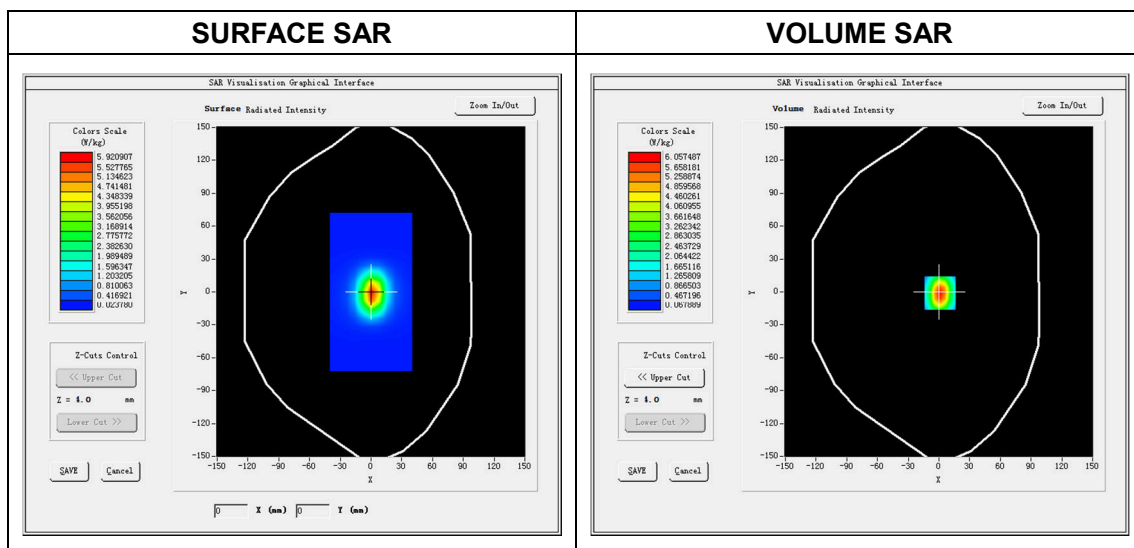 SURFACE SAR
VOLUME SAR
SAR Visualisation Graphical Interface
Surface Radiated Intensity
Zoom In/Out
Colors Scale
(W/kg)
5.920907
5.527765
5.134623
4.741481
4.348339
3.955198
3.562056
3.168914
2.775772
2.382630
1.989489
1.596347
1.203205
0.810063
0.416921
0.023780
150
120
90
60
30
0
-30
-60
-90
-120
-150
Y
-150 -120 -90 -60 -30 0 30 60 90 120 150
X
Z-Cuts Control
<< Upper Cut
Z = 4.0 mm
Lower Cut >>
SAVE Cancel
0 X (mm) 0 Y (mm)
SAR Visualisation Graphical Interface
Volume Radiated Intensity
Zoom In/Out
Colors Scale
(W/kg)
6.057487
5.658181
5.258874
4.859568
4.460261
4.060955
3.661648
3.262342
2.863035
2.463729
2.064422
1.665116
1.265809
0.866503
0.467196
0.067889
150
120
90
60
30
0
-30
-60
-90
-120
-150
Y
-150 -120 -90 -60 -30 0 30 60 90 120 150
X
Z-Cuts Control
<< Upper Cut
Z = 4.0 mm
Lower Cut >>
SAVE Cancel